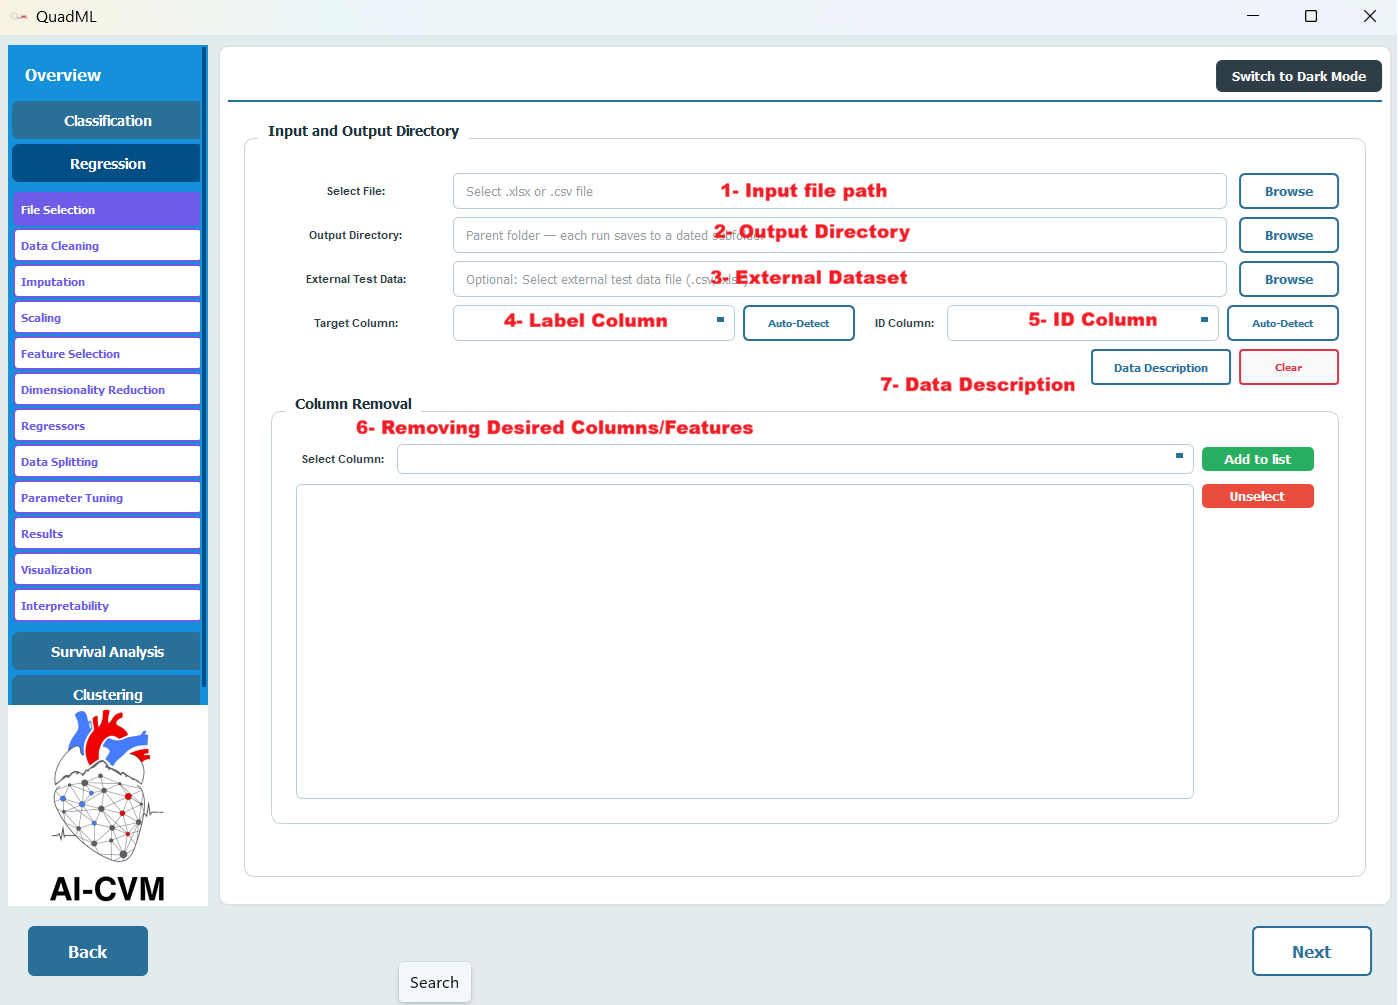 QuadML
Overview
Classification
Regression
File Selection
Data Cleaning
Imputation
Scaling
Feature Selection
Dimensionality Reduction
Regressors
Data Splitting
Parameter Tuning
Results
Visualization
Interpretability
Survival Analysis
Clustering
AI-CVM
Switch to Dark Mode
Input and Output Directory
Select File:
Select .xlsx or .csv file
1- Input file path
Browse
Output Directory:
Parent folder — each run saves to a dated subfolder
2- Output Directory
Browse
External Test Data:
Optional: Select external test data file (.csv/.xlsx)
3- External Dataset
Browse
Target Column:
4- Label Column
Auto-Detect
ID Column:
5- ID Column
Auto-Detect
7- Data Description
Data Description
Clear
Column Removal
6- Removing Desired Columns/Features
Select Column:
Add to list
Unselect
Back
Search
Next